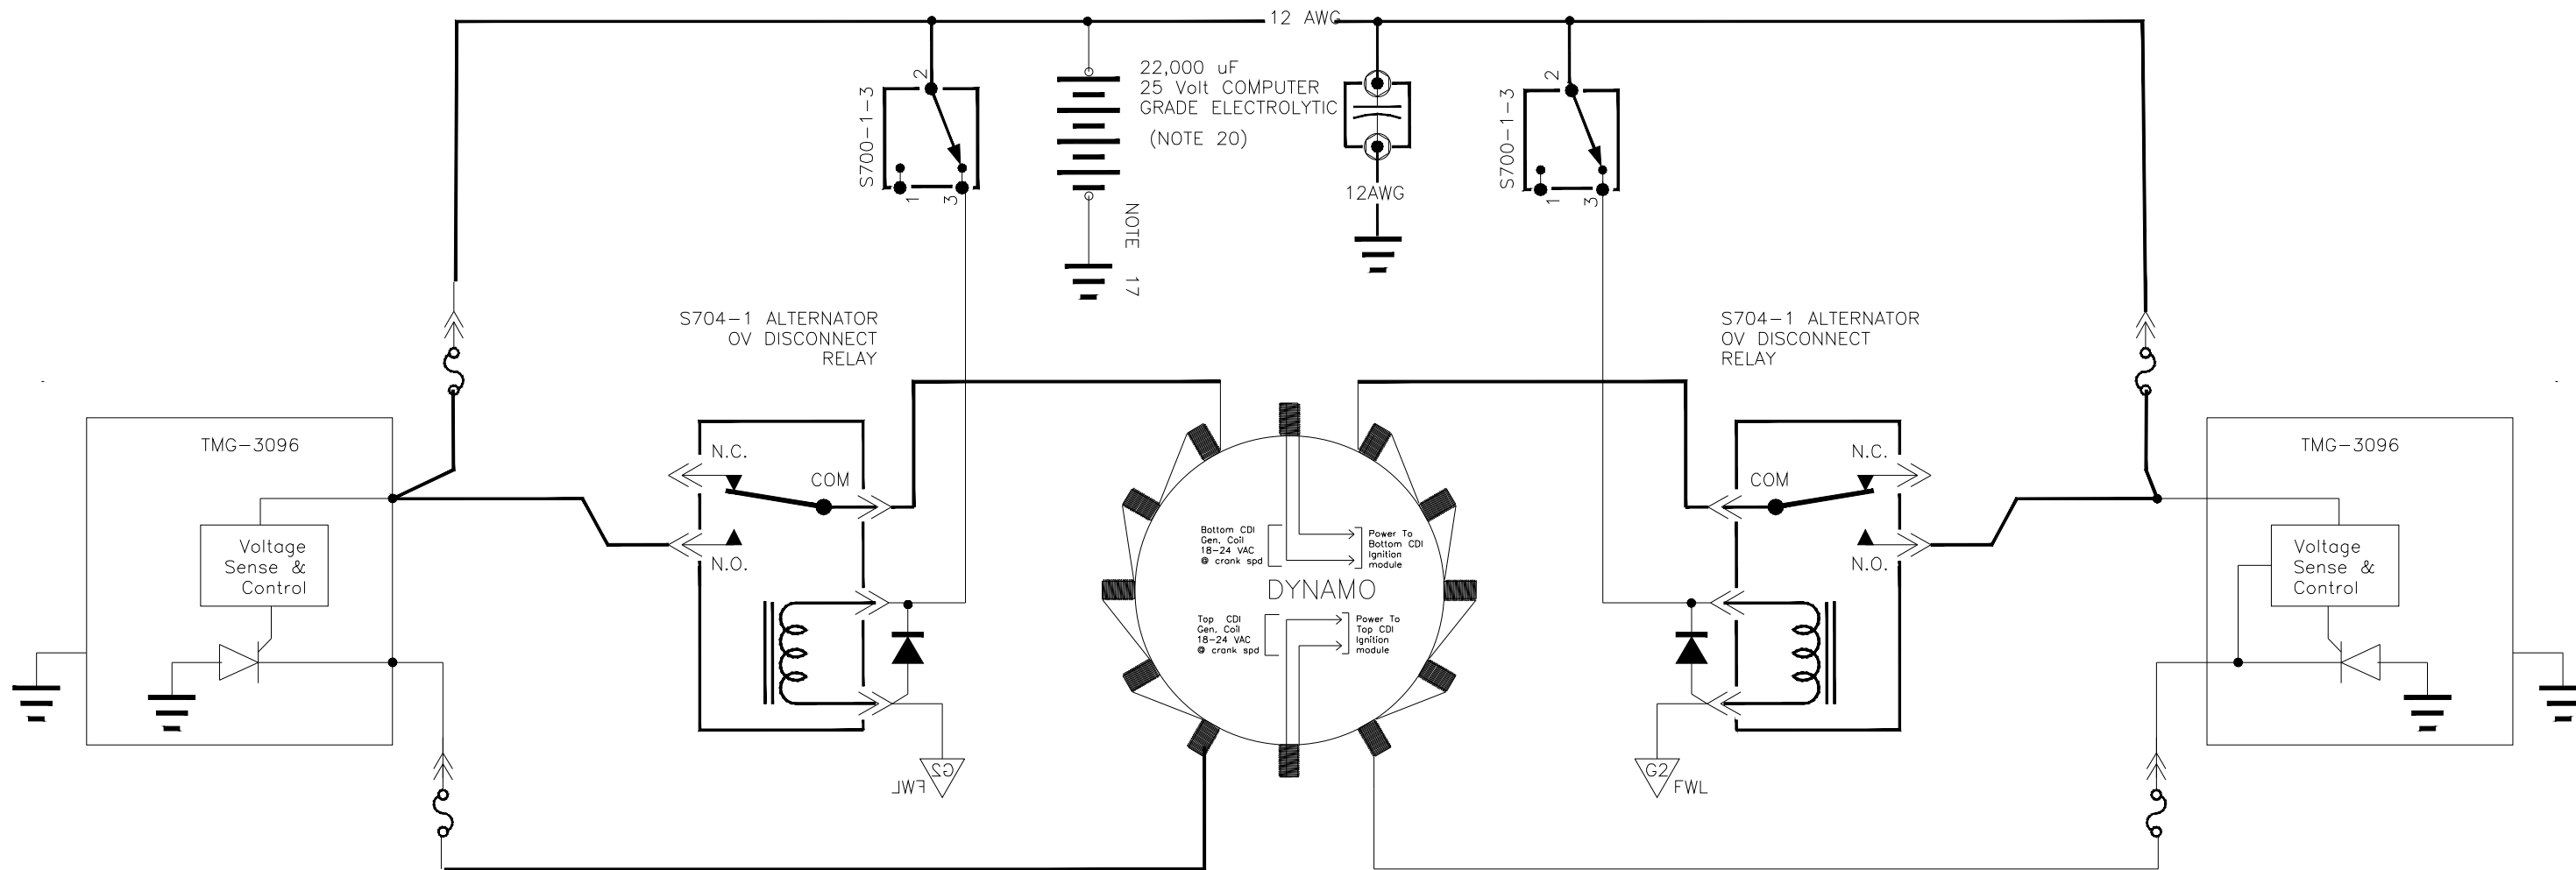 12 AWG
2
S700-1-3
1
3
22,000 uF
25 Volt COMPUTER
GRADE ELECTROLYTIC
(NOTE 20)
NOTE 17
12AWG
2
S700-1-3
1
3
S704-1 ALTERNATOR
OV DISCONNECT
RELAY
S704-1 ALTERNATOR
OV DISCONNECT
RELAY
TMG-3096
Voltage
Sense &
Control
N.C.
COM
N.O.
G2
FWL
Bottom CDI
Gen, Coil
18-24 VAC
@ crank spd
Power To
Bottom CDI
Ignition
module
DYNAMO
Top CDI
Gen, Coil
18-24 VAC
@ crank spd
Power To
Top CDI
Ignition
module
N.C.
COM
N.O.
G2
FWL
TMG-3096
Voltage
Sense &
Control